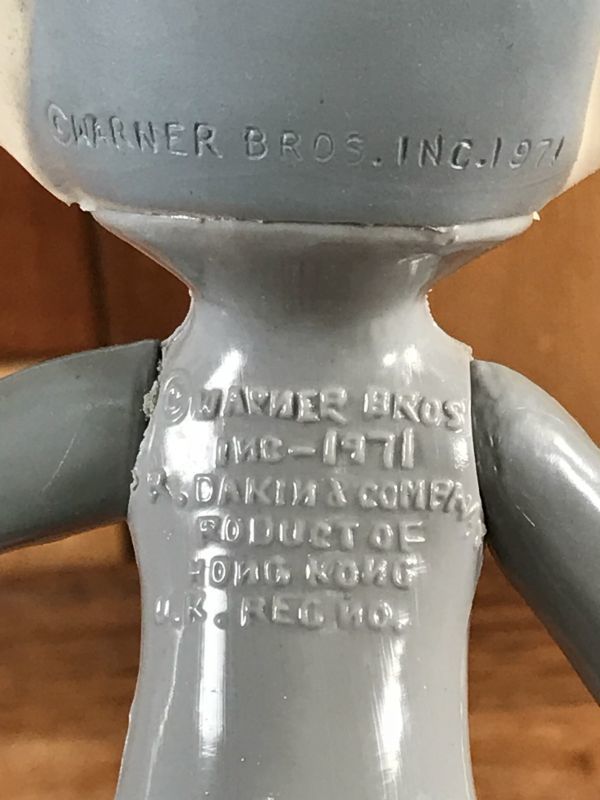 ©WARNER BROS. INC. 1971
©WARNER BROS
INC-1971
R. DAKIN & COMPANY
PRODUCT OF
HONG KONG
U.K. REG NO.